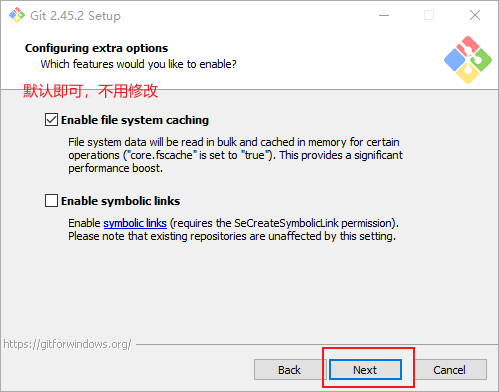 Git 2.45.2 Setup
Configuring extra options
Which features would you like to enable?
默认即可，不用修改
Enable file system caching
File system data will be read in bulk and cached in memory for certain
operations ("core.fscache" is set to "true"). This provides a significant
performance boost.
Enable symbolic links
Enable symbolic links (requires the SeCreateSymbolicLink permission).
Please note that existing repositories are unaffected by this setting.
https://gitforwindows.org/
Back
Next
Cancel